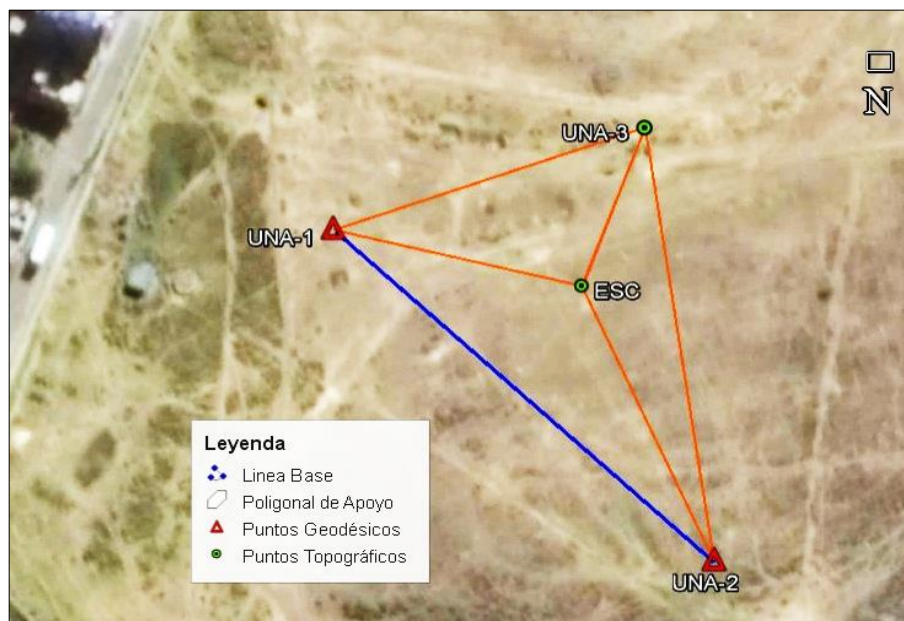 N
UNA-3
UNA-1
ESC
Leyenda
Linea Base
Poligonal de Apoyo
Puntos Geodésicos
Puntos Topográficos
UNA-2